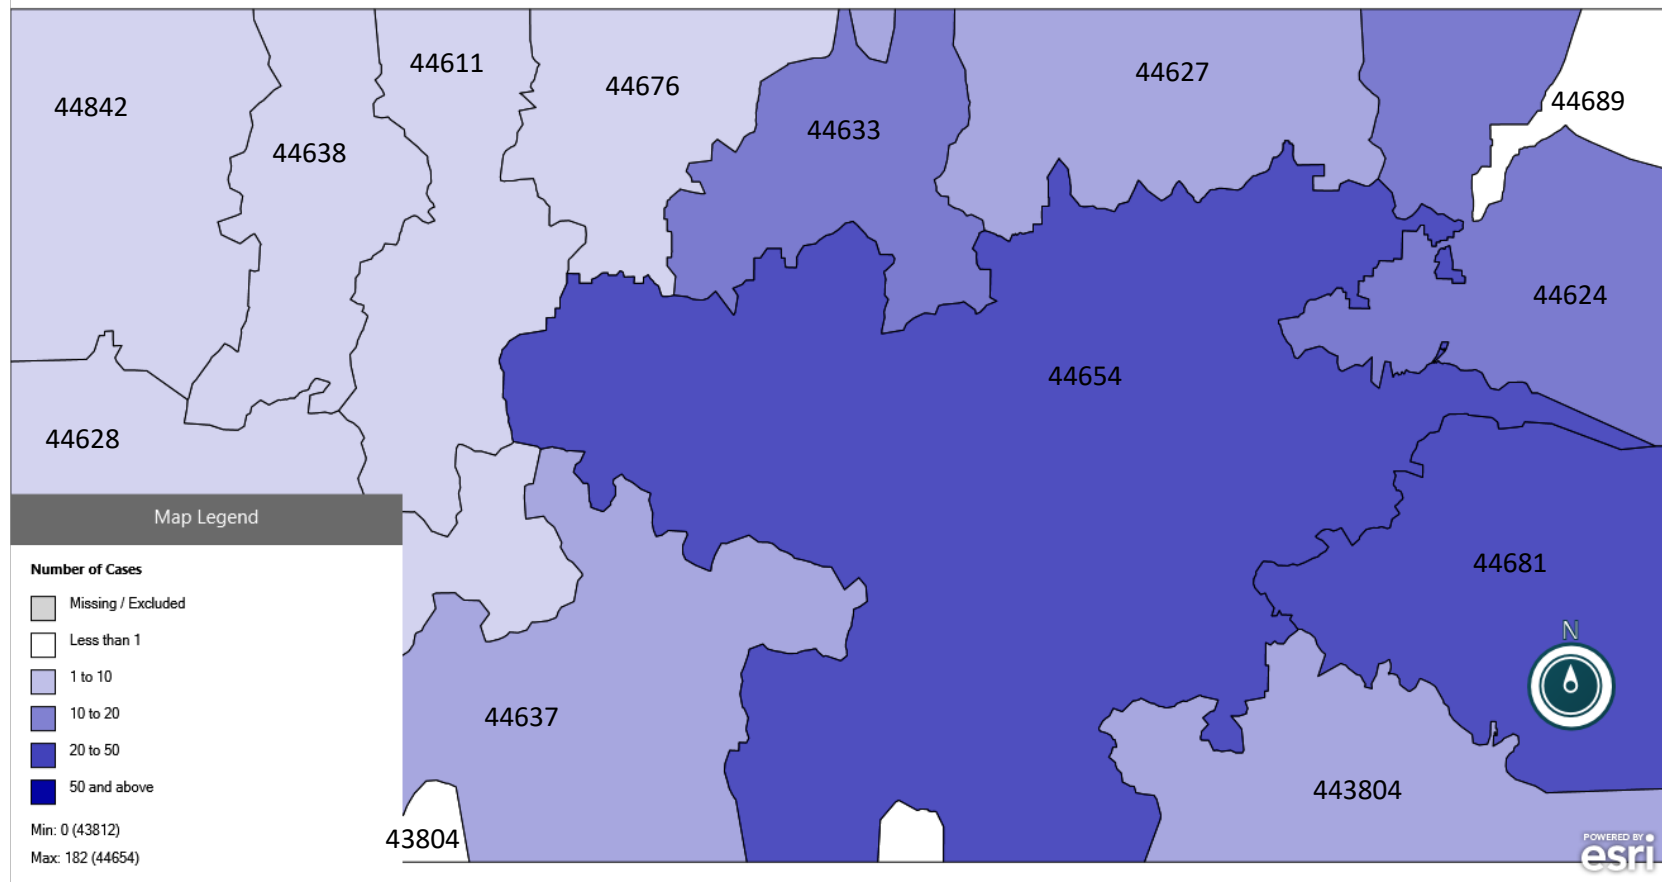 44611
44676
44627
44842
44689
44633
44638
44624
44654
44628
Map Legend
Number of Cases
Missing / Excluded
Less than 1
1 to 10
10 to 20
20 to 50
50 and above
Min: 0 (43812)
Max: 182 (44654)
44681
N
44637
443804
43804
POWERED BY
esri